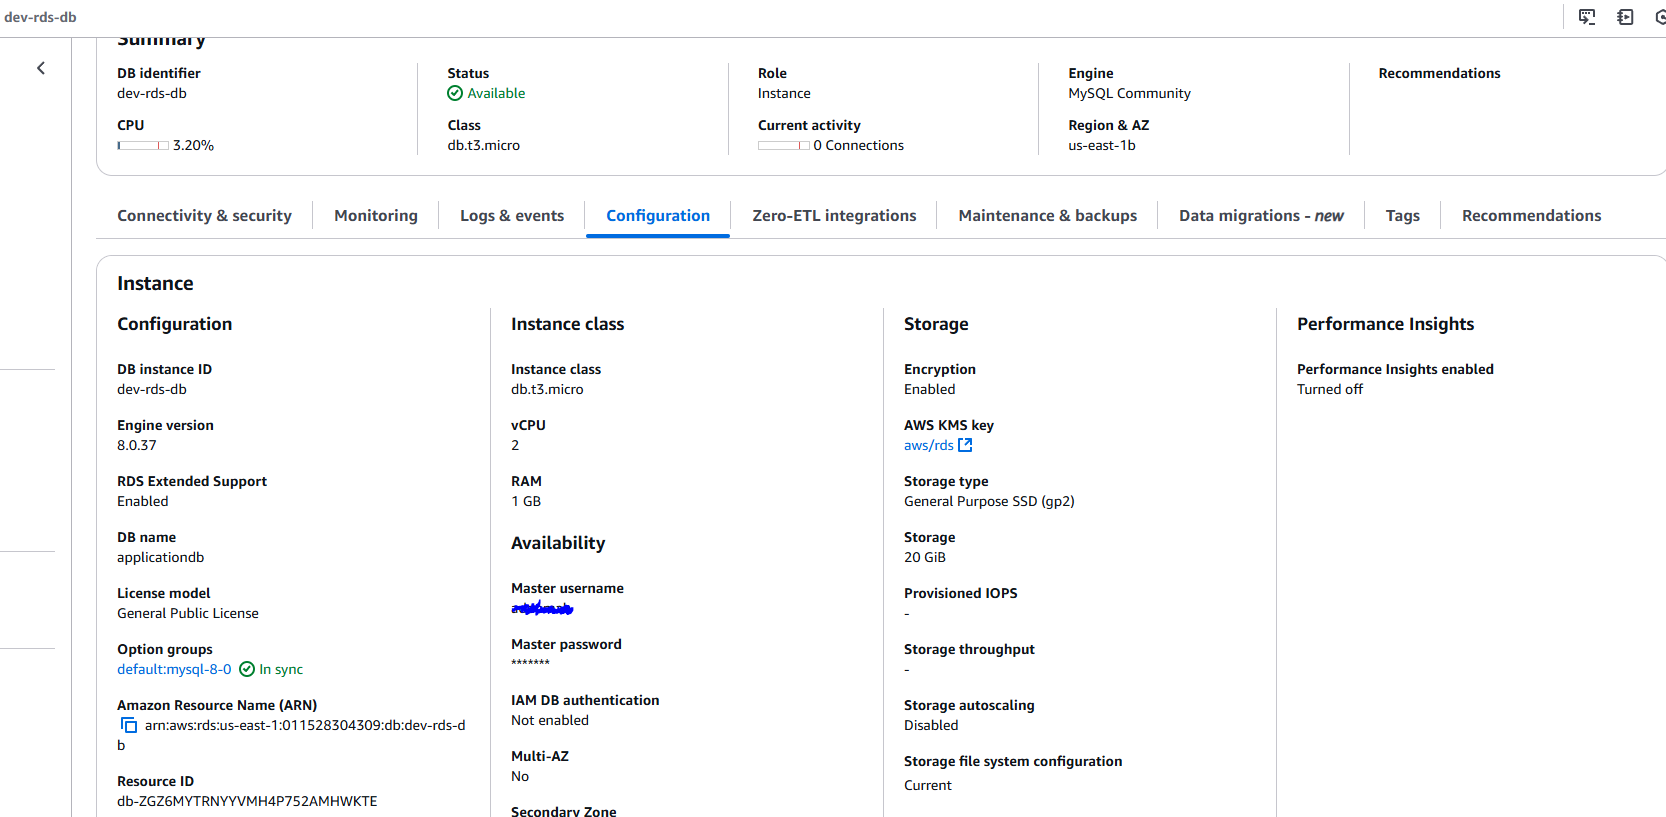 dev-rds-db
Summary
DB identifier
dev-rds-db
Status
Available
Role
Instance
Engine
MySQL Community
Recommendations
CPU
3.20%
Class
db.t3.micro
Current activity
0 Connections
Region & AZ
us-east-1b
Connectivity & security
Monitoring
Logs & events
Configuration
Zero-ETL integrations
Maintenance & backups
Data migrations - new
Tags
Recommendations
Instance
Configuration
DB instance ID
dev-rds-db
Engine version
8.0.37
RDS Extended Support
Enabled
DB name
applicationdb
License model
General Public License
Option groups
default:mysql-8-0 In sync
Amazon Resource Name (ARN)
arn:aws:rds:us-east-1:011528304309:db:dev-rds-d
b
Resource ID
db-ZGZ6MYTRNYYVMH4P752AMHWKTE
Instance class
Instance class
db.t3.micro
vCPU
2
RAM
1 GB
Availability
Master username
Master password
*******
IAM DB authentication
Not enabled
Multi-AZ
No
Secondary Zone
Storage
Encryption
Enabled
AWS KMS key
aws/rds
Storage type
General Purpose SSD (gp2)
Storage
20 GiB
Provisioned IOPS
-
Storage throughput
-
Storage autoscaling
Disabled
Storage file system configuration
Current
Performance Insights
Performance Insights enabled
Turned off